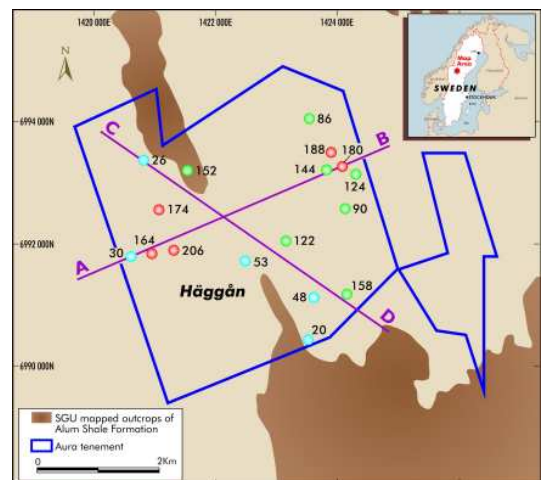 1420 000E
1422 000E
1424 000E
N
Map
Area
SWEDEN
STOCKHOLM
6994 000N
C
86
B
188
180
26
152
144
124
174
90
164
206
122
6992 000N
30
53
A
Häggån
48
158
D
20
6990 000N
SGU mapped outcrops of
Alum Shale Formation
Aura tenement
0
2Km